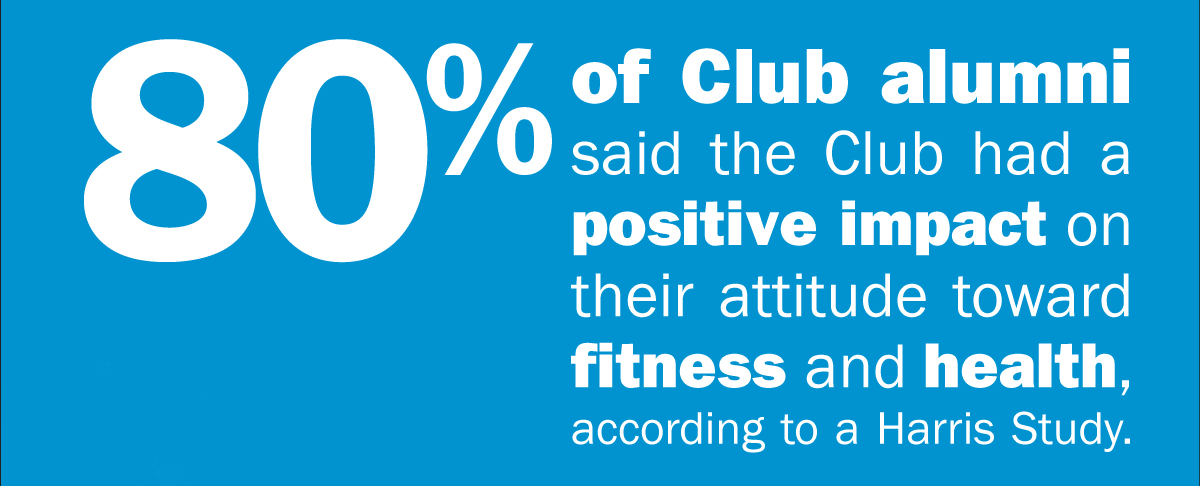 80% of Club alumni
said the Club had a
positive impact on
their attitude toward
fitness and health,
according to a Harris Study.